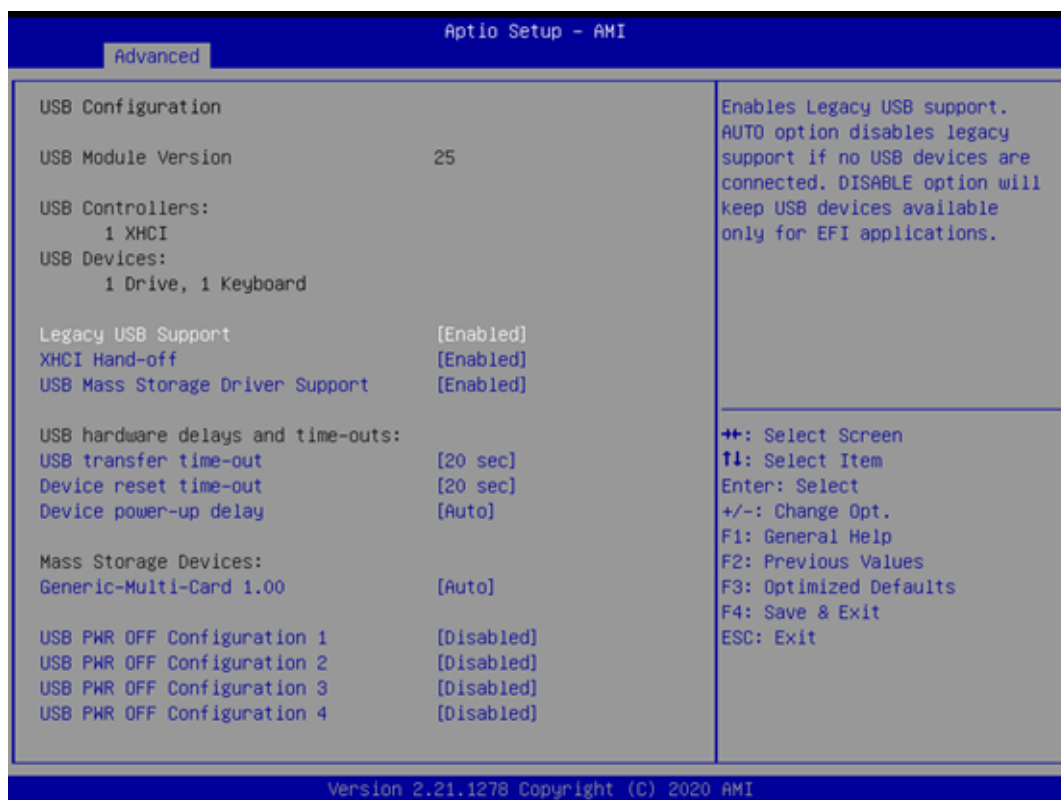 Aptio Setup - AMI
Advanced
USB Configuration
USB Module Version 25
USB Controllers:
1 XHCI
USB Devices:
1 Drive, 1 Keyboard
Legacy USB Support [Enabled]
XHCI Hand-off [Enabled]
USB Mass Storage Driver Support [Enabled]
USB hardware delays and time-outs:
USB transfer time-out [20 sec]
Device reset time-out [20 sec]
Device power-up delay [Auto]
Mass Storage Devices:
Generic-Multi-Card 1.00 [Auto]
USB PWR OFF Configuration 1 [Disabled]
USB PWR OFF Configuration 2 [Disabled]
USB PWR OFF Configuration 3 [Disabled]
USB PWR OFF Configuration 4 [Disabled]
Enables Legacy USB support.
AUTO option disables legacy
support if no USB devices are
connected. DISABLE option will
keep USB devices available
only for EFI applications.
→←: Select Screen
↑↓: Select Item
Enter: Select
+/-: Change Opt.
F1: General Help
F2: Previous Values
F3: Optimized Defaults
F4: Save & Exit
ESC: Exit
Version 2.21.1278 Copyright (C) 2020 AMI